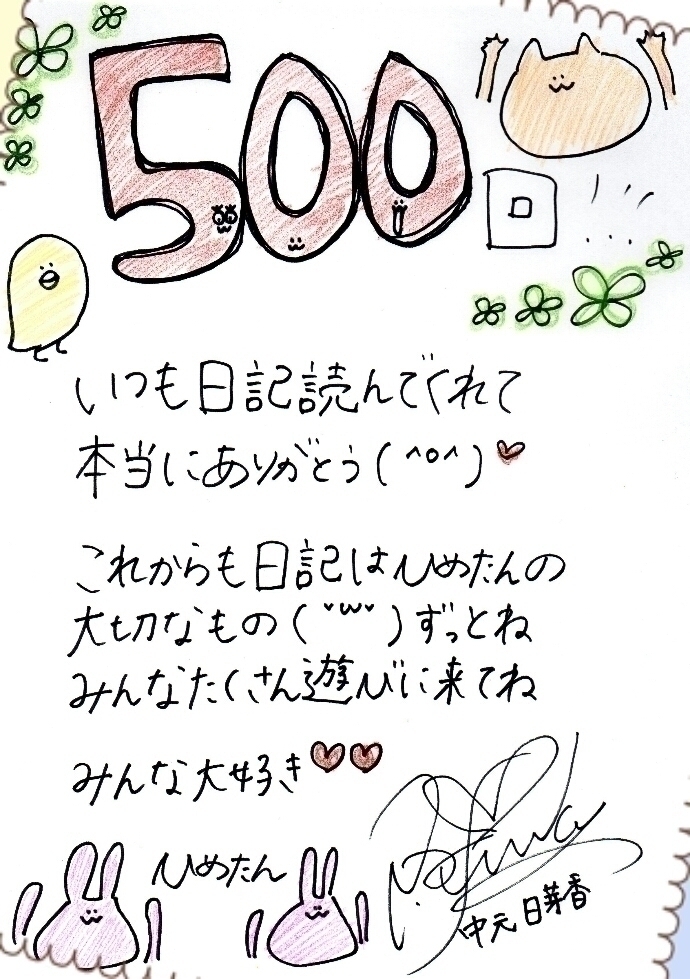 500回
いつも日記読んでくれて
本当にありがとう(^o^)♥
これからも日記はひめたんの
大切なもの(˘ω˘)ずっとね
みんなたくさん遊びに来てね
みんな大好き♥♥
ひめたん
中元日芽香